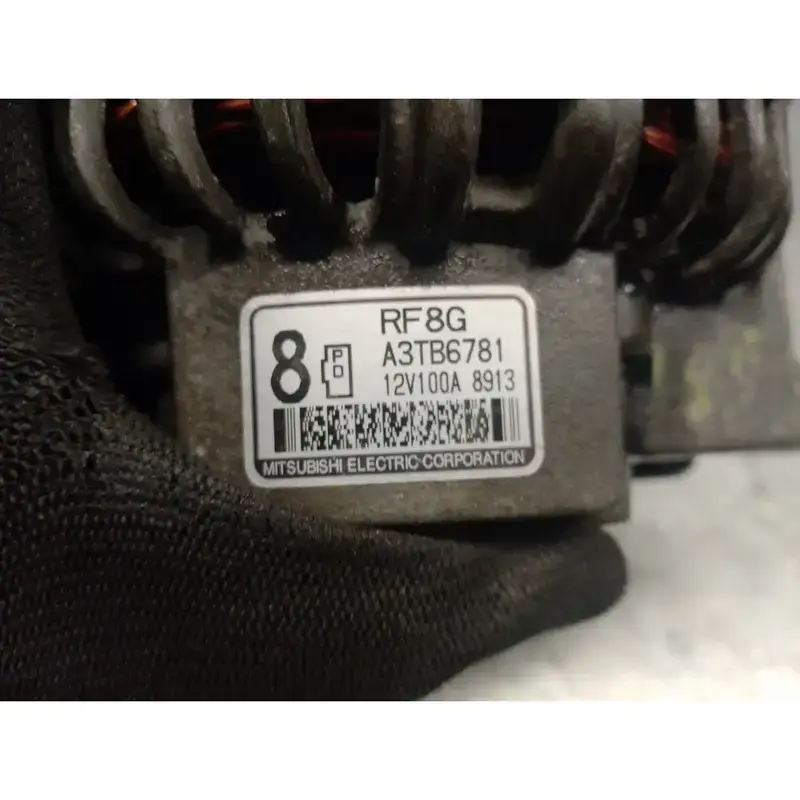 RF8G
8 P D A3TB6781
12V100A 8913
MITSUBISHI ELECTRIC CORPORATION